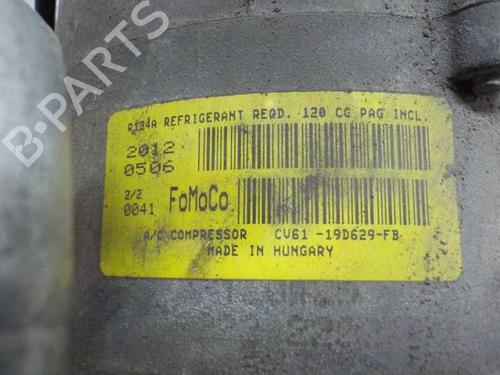 R134A REFRIGERANT REQD. 120 CG PAG INCL.
2012
0506
2/2
0041 FoMoCo
A/C COMPRESSOR CV61 -19D629-FB
MADE IN HUNGARY
B-Parts